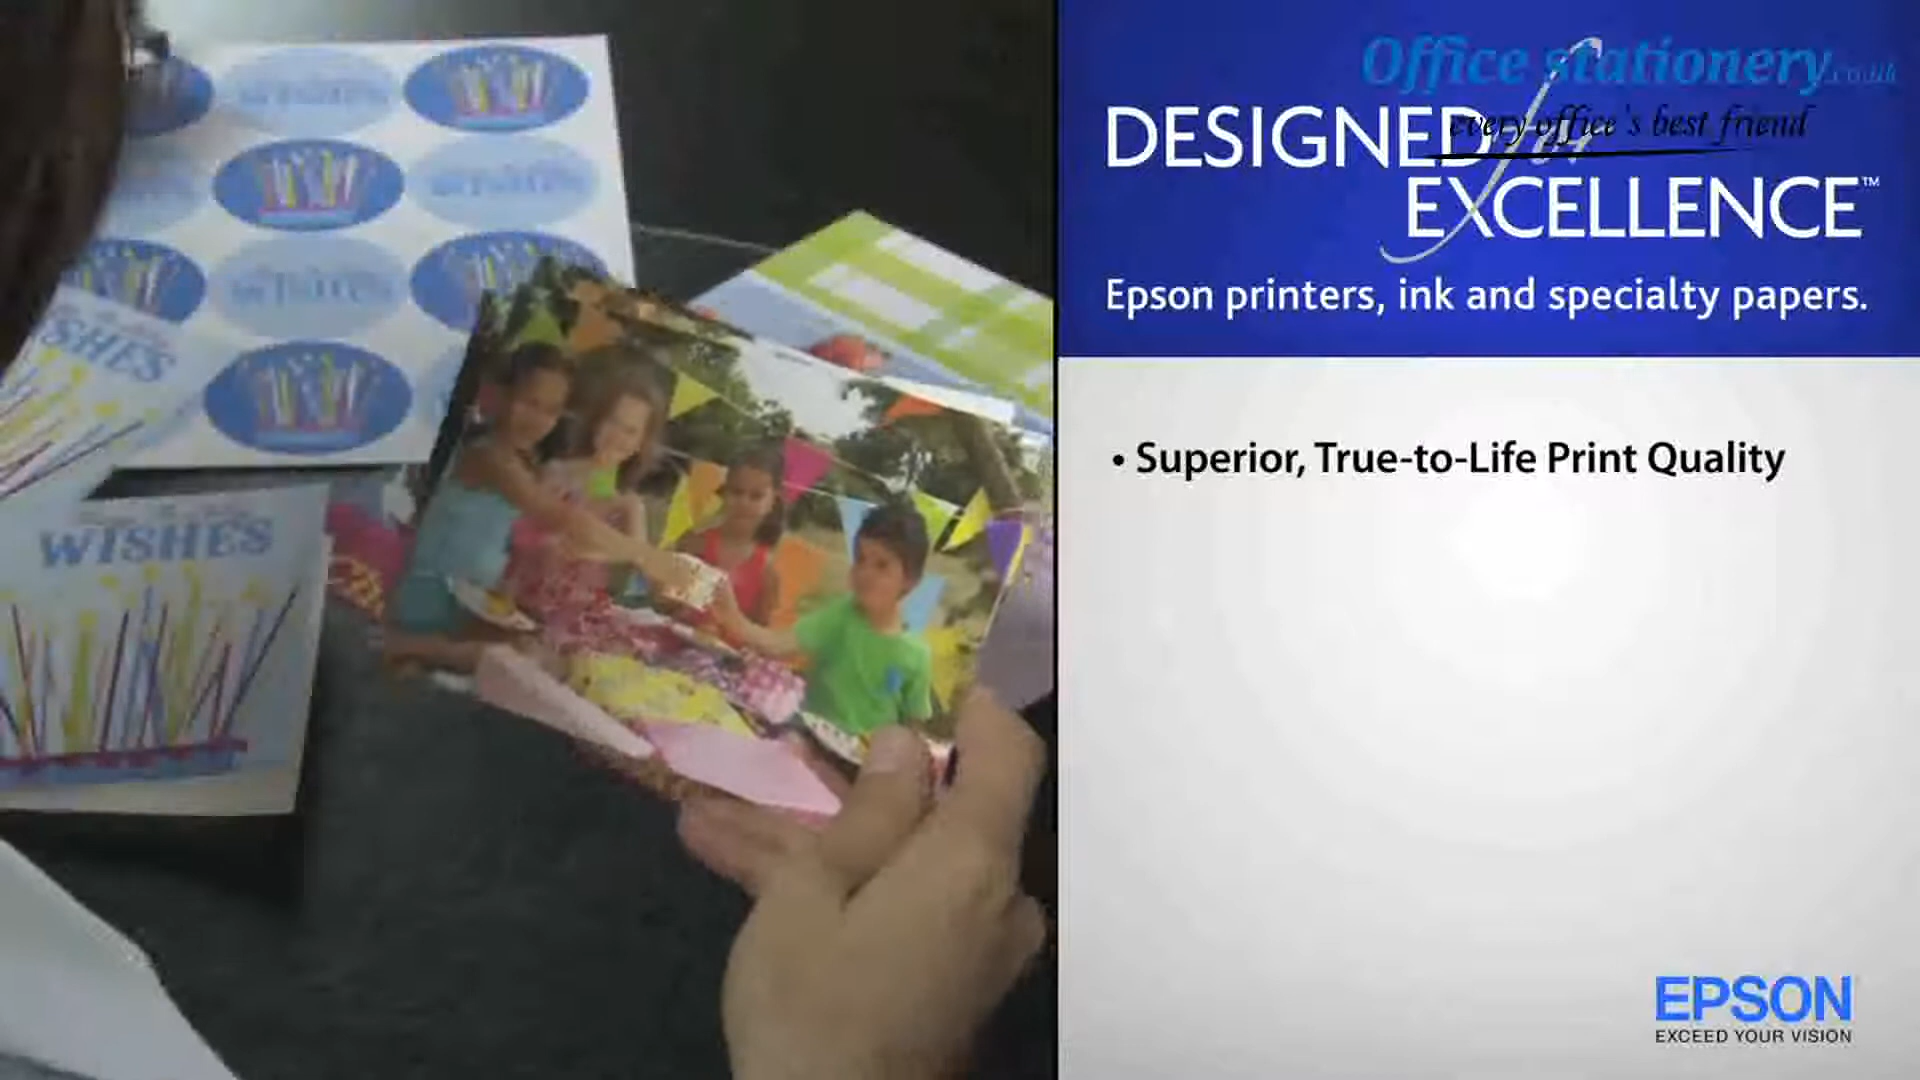 Office stationery.co.uk
every office's best friend
DESIGNED for
EXCELLENCE™
Epson printers, ink and specialty papers.
• Superior, True-to-Life Print Quality
EPSON
EXCEED YOUR VISION
WISHES
WISHES